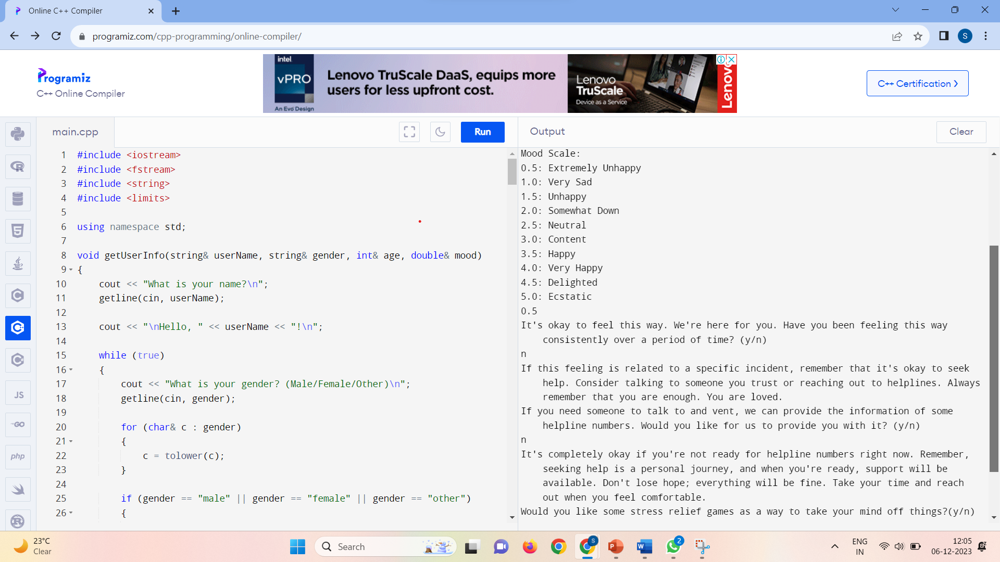 Online C++ Compiler
programiz.com/cpp-programming/online-compiler/
S
Programiz
C++ Online Compiler
intel
vPRO
An Evo Design
Lenovo TruScale DaaS, equips more
users for less upfront cost.
Lenovo
TruScale
Device as a Service
Lenovo
C++ Certification
main.cpp
Run
Output
Clear
1 #include <iostream>
2 #include <fstream>
3 #include <string>
4 #include <limits>
5
6 using namespace std;
7
8 void getUserInfo(string& userName, string& gender, int& age, double& mood)
9 {
10 cout << "What is your name?\n";
11 getline(cin, userName);
12
13 cout << "\nHello, " << userName << "!\n";
14
15 while (true)
16 {
17 cout << "What is your gender? (Male/Female/Other)\n";
18 getline(cin, gender);
19
20 for (char& c : gender)
21 {
22 c = tolower(c);
23 }
24
25 if (gender == "male" || gender == "female" || gender == "other")
26 {
Mood Scale:
0.5: Extremely Unhappy
1.0: Very Sad
1.5: Unhappy
2.0: Somewhat Down
2.5: Neutral
3.0: Content
3.5: Happy
4.0: Very Happy
4.5: Delighted
5.0: Ecstatic
0.5
It's okay to feel this way. We're here for you. Have you been feeling this way
consistently over a period of time? (y/n)
n
If this feeling is related to a specific incident, remember that it's okay to seek
help. Consider talking to someone you trust or reaching out to helplines. Always
remember that you are enough. You are loved.
If you need someone to talk to and vent, we can provide the information of some
helpline numbers. Would you like for us to provide you with it? (y/n)
n
It's completely okay if you're not ready for helpline numbers right now. Remember,
seeking help is a personal journey, and when you're ready, support will be
available. Don't lose hope; everything will be fine. Take your time and reach
out when you feel comfortable.
Would you like some stress relief games as a way to take your mind off things?(y/n)
R
5
C
C+
C
JS
GO
php
23°C
Clear
Search
S
P
W
2
ENG
IN
12:05
06-12-2023